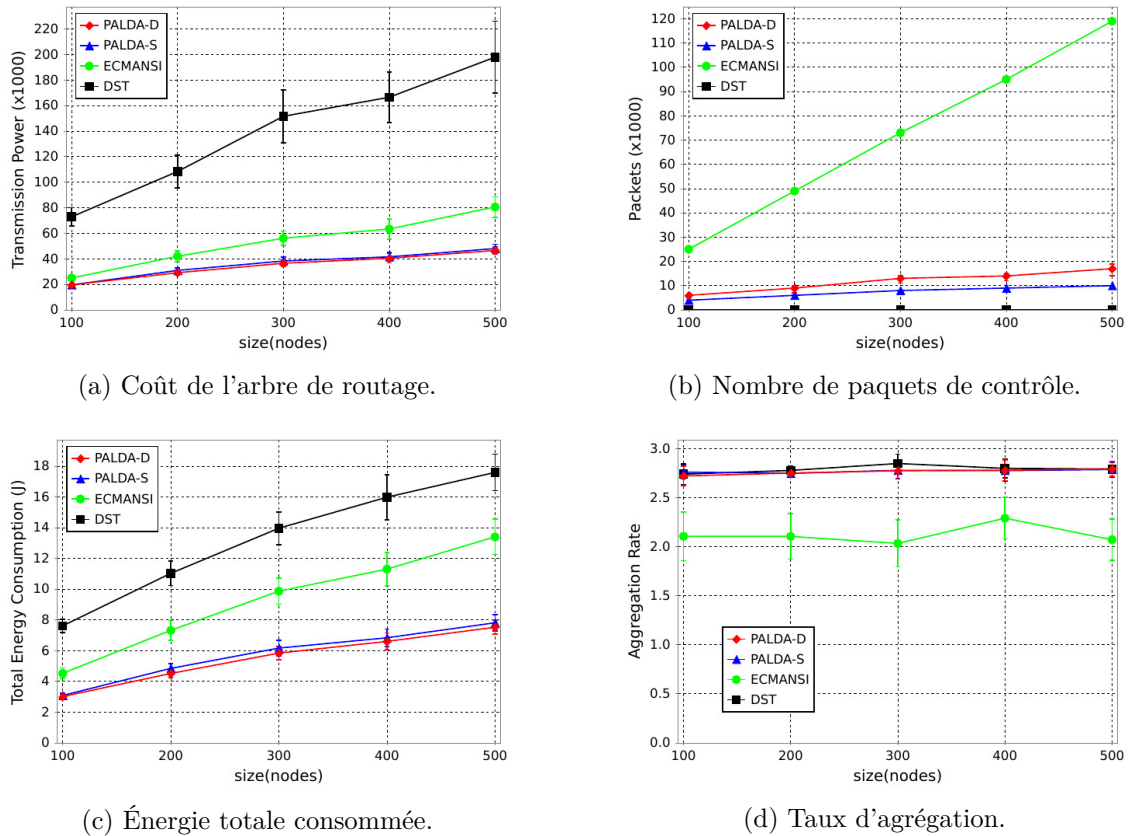 220
200
180
160
140
120
100
80
60
40
20
0
Transmission Power (x1000)
PALDA-D
PALDA-S
ECMANSI
DST
100 200 300 400 500
size(nodes)
(a) Coût de l'arbre de routage.
120
110
100
90
80
70
60
50
40
30
20
10
0
Packets (x1000)
PALDA-D
PALDA-S
ECMANSI
DST
100 200 300 400 500
size(nodes)
(b) Nombre de paquets de contrôle.
18
16
14
12
10
8
6
4
2
0
Total Energy Consumption (J)
PALDA-D
PALDA-S
ECMANSI
DST
100 200 300 400 500
size(nodes)
(c) Énergie totale consommée.
3.0
2.5
2.0
1.5
1.0
0.5
0.0
Aggregation Rate
PALDA-D
PALDA-S
ECMANSI
DST
100 200 300 400 500
size(nodes)
(d) Taux d'agrégation.